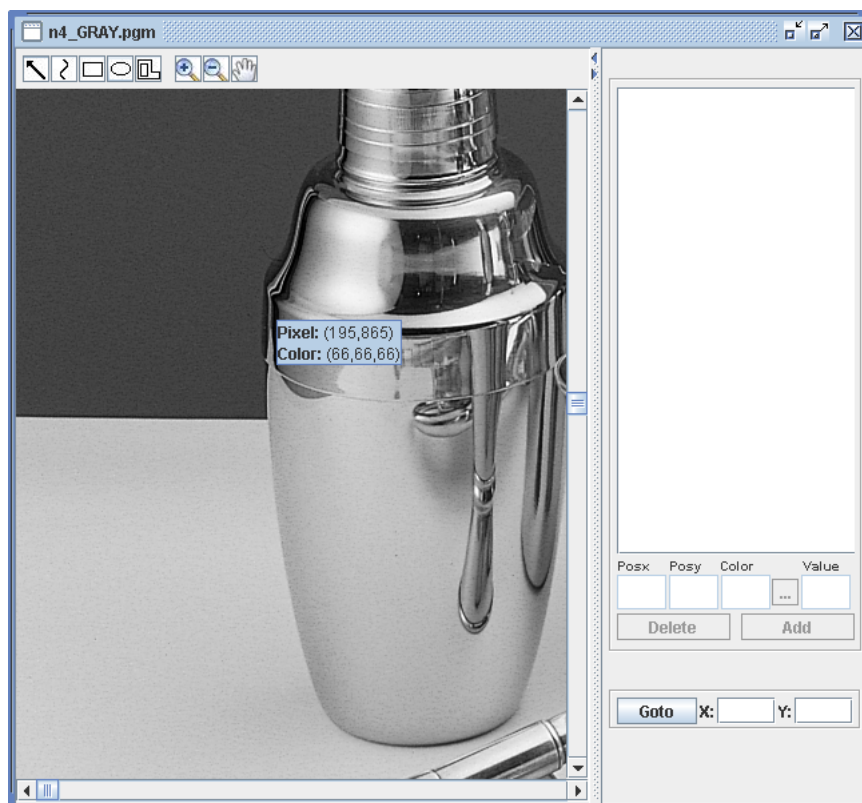 n4_GRAY.pgm
Pixel: (195,865)
Color: (66,66,66)
Posx Posy Color Value
...
Delete Add
Goto X: Y: